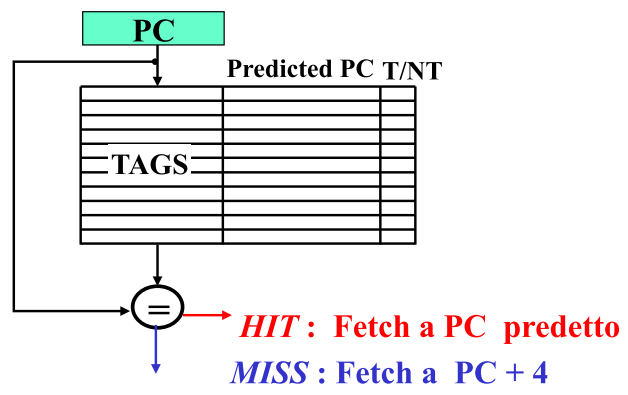 PC
Predicted PC T/NT
TAGS
=
HIT : Fetch a PC predetto
MISS : Fetch a PC + 4